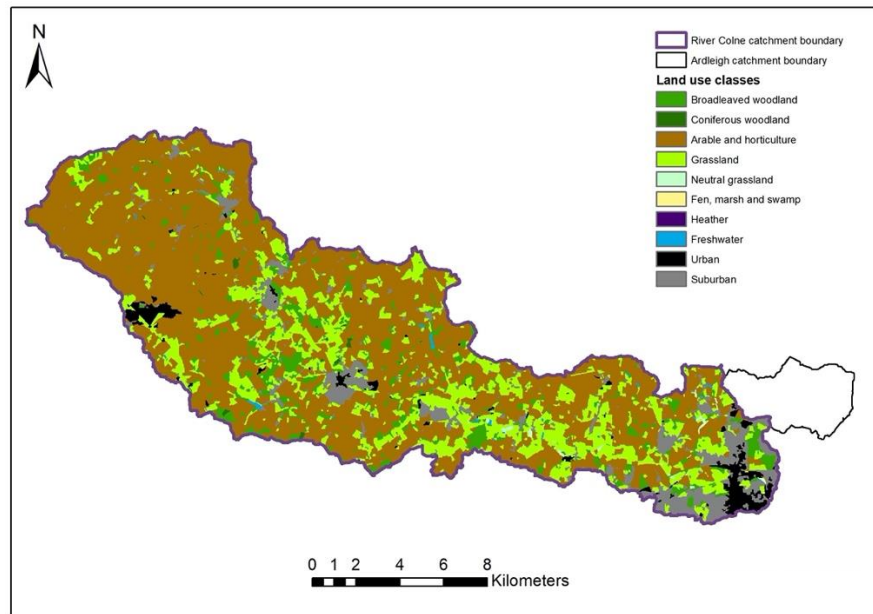 N
River Colne catchment boundary
Ardleigh catchment boundary
Land use classes
Broadleaved woodland
Coniferous woodland
Arable and horticulture
Grassland
Neutral grassland
Fen, marsh and swamp
Heather
Freshwater
Urban
Suburban
0 1 2 4 6 8
Kilometers